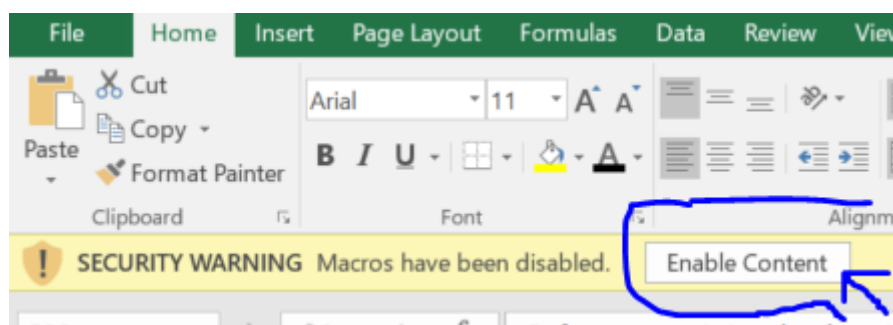 File Home Insert Page Layout Formulas Data Review View
Cut
Arial 11 A A
Copy
Paste
B I U A
Format Painter
Clipboard Font
SECURITY WARNING Macros have been disabled. Enable Content